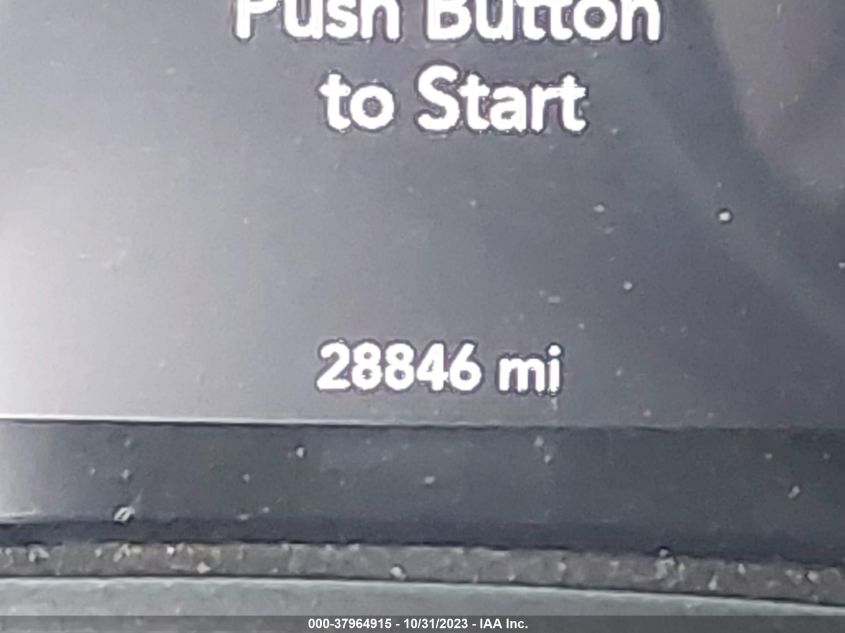 Push Button
to Start
28846 mi
000-37964915 - 10/31/2023 - IAA Inc.